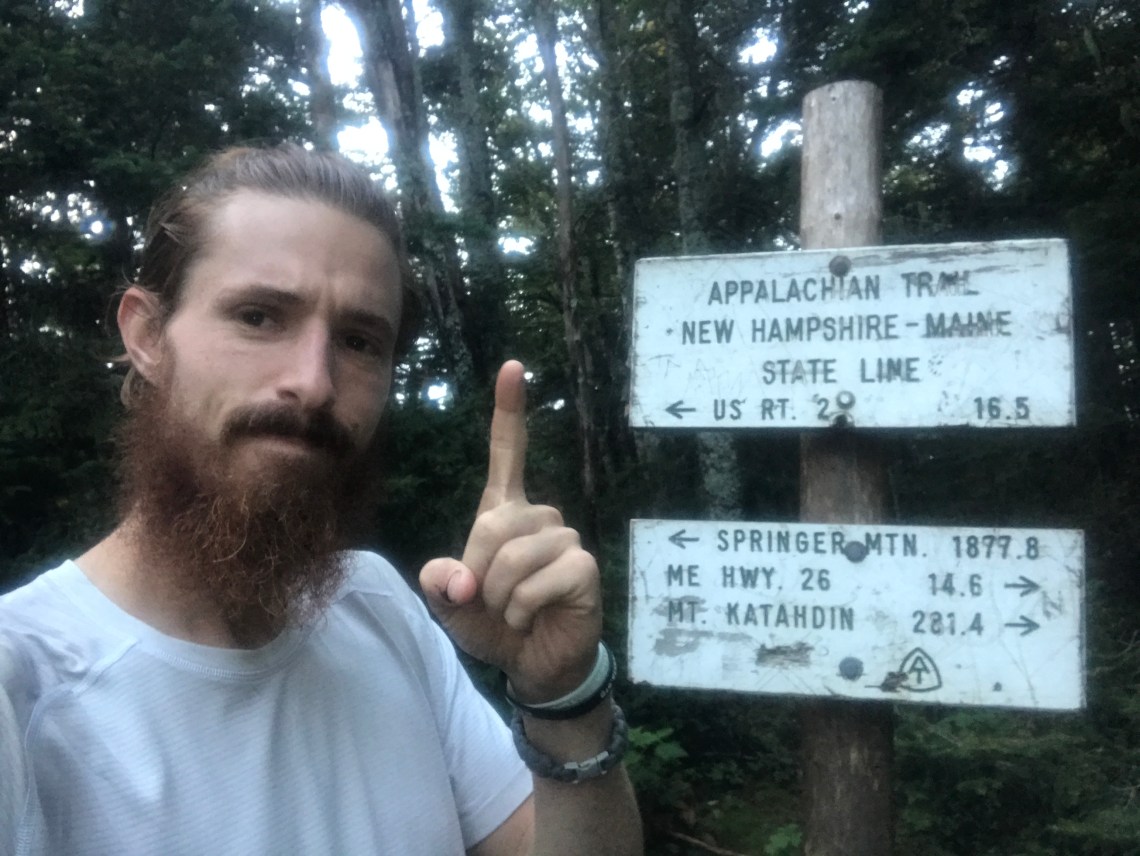 APPALACHIAN TRAIL
NEW HAMPSHIRE - MAINE
STATE LINE
← US RT. 2 16.5
← SPRINGER MTN. 1877.8
ME HWY. 26 14.6 →
MT. KATAHDIN 281.4 →
AT